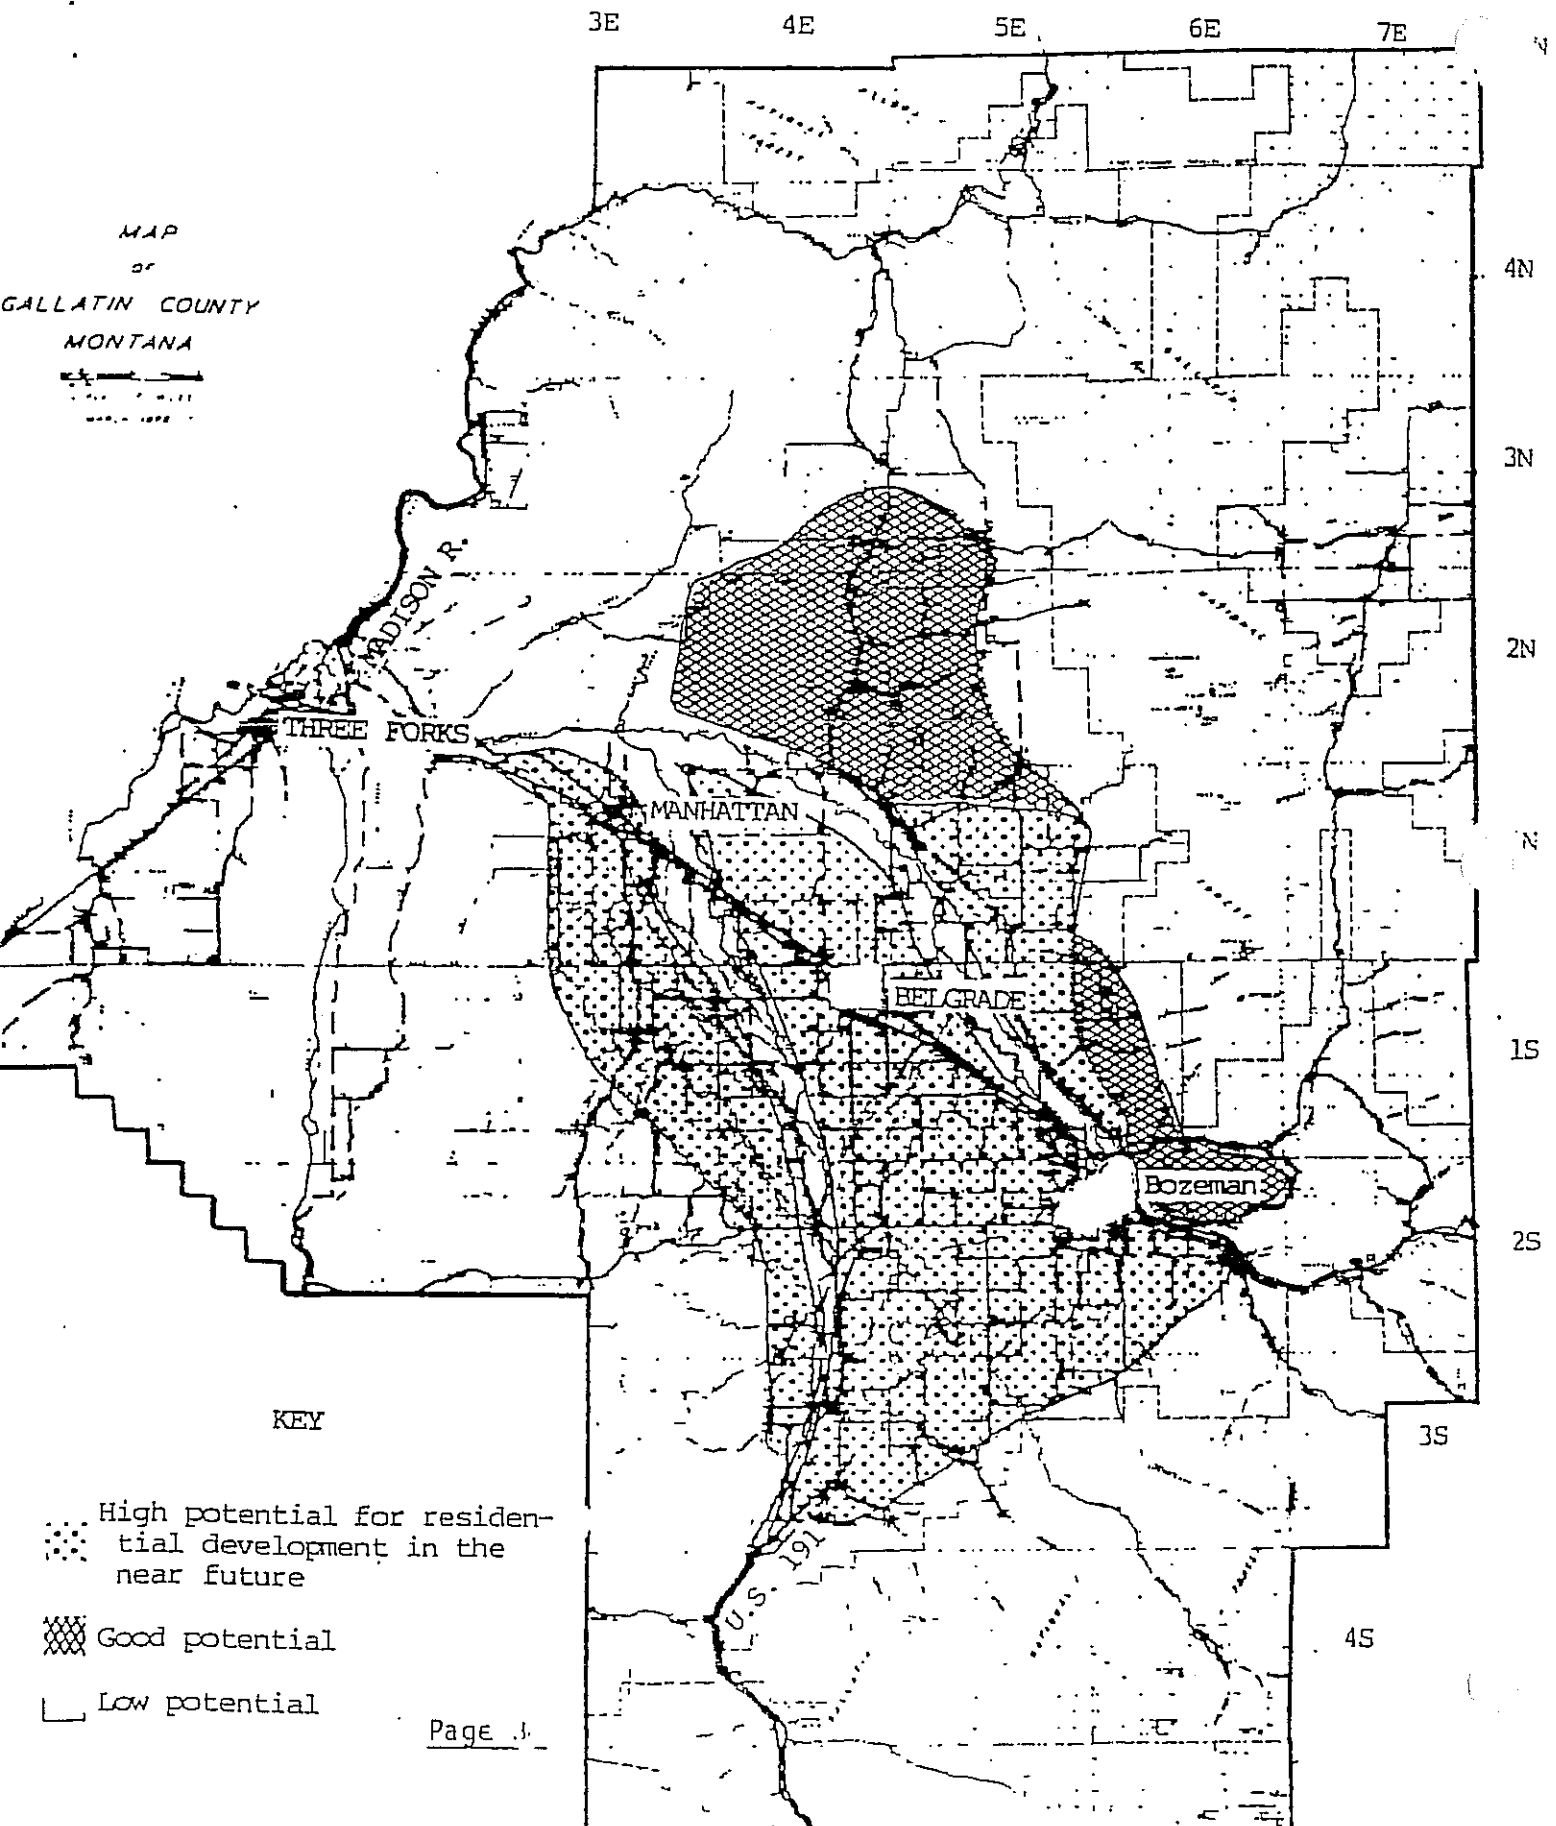 3E 4E 5E 6E 7E
MAP
OF
GALLATIN COUNTY
MONTANA
4N
3N
MADISON R.
2N
THREE FORKS
MANHATTAN
N
BELGRADE
1S
Bozeman
2S
KEY
3S
High potential for residen-
tial development in the
near future
U.S. 191
Good potential
4S
Low potential
Page